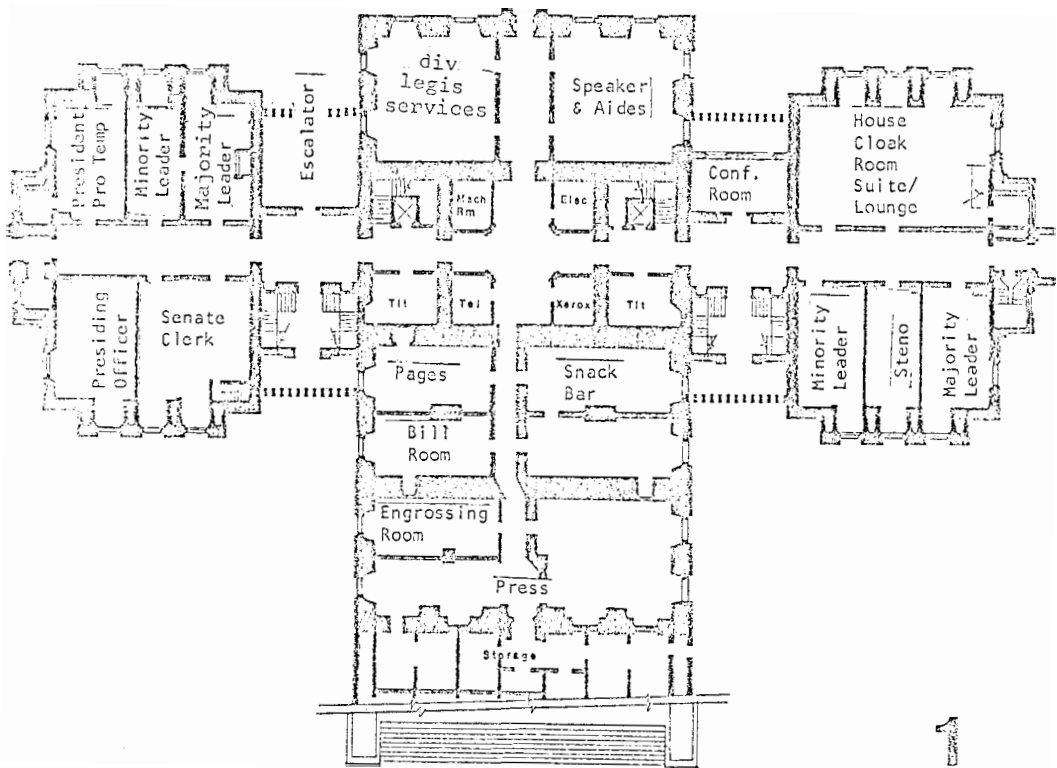 President
Pro Temp
Minority
Leader
Majority
Leader
Escalator
div
legis
services
Speaker
& Aides
Conf.
Room
House
Cloak
Room
Suite/
Lounge
Mach
Rm
Elec
Presiding
Officer
Senate
Clerk
Tlt
Tel
Xerox
Tlt
Minority
Leader
Steno
Majority
Leader
Pages
Snack
Bar
Bill
Room
Engrossing
Room
Press
Storage
1